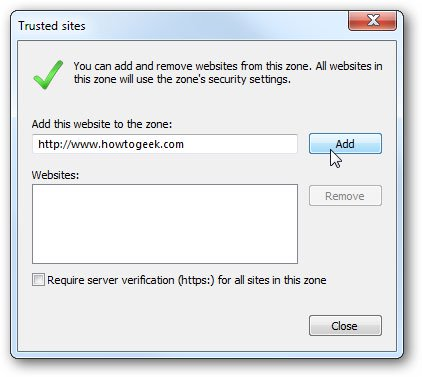 Trusted sites
You can add and remove websites from this zone. All websites in
this zone will use the zone's security settings.
Add this website to the zone:
http://www.howtogeek.com
Add
Websites:
Remove
Require server verification (https:) for all sites in this zone
Close